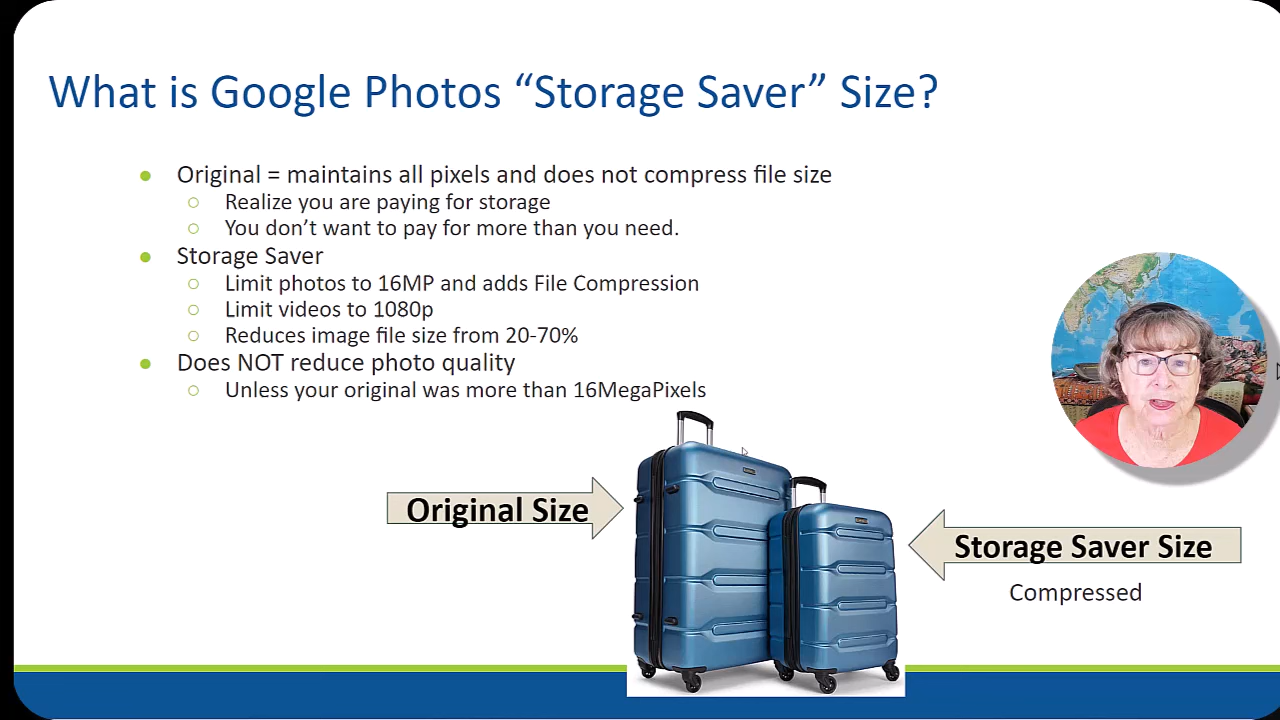 What is Google Photos “Storage Saver” Size?
● Original = maintains all pixels and does not compress file size
○ Realize you are paying for storage
○ You don’t want to pay for more than you need.
● Storage Saver
○ Limit photos to 16MP and adds File Compression
○ Limit videos to 1080p
○ Reduces image file size from 20-70%
● Does NOT reduce photo quality
○ Unless your original was more than 16MegaPixels
Original Size
Storage Saver Size
Compressed